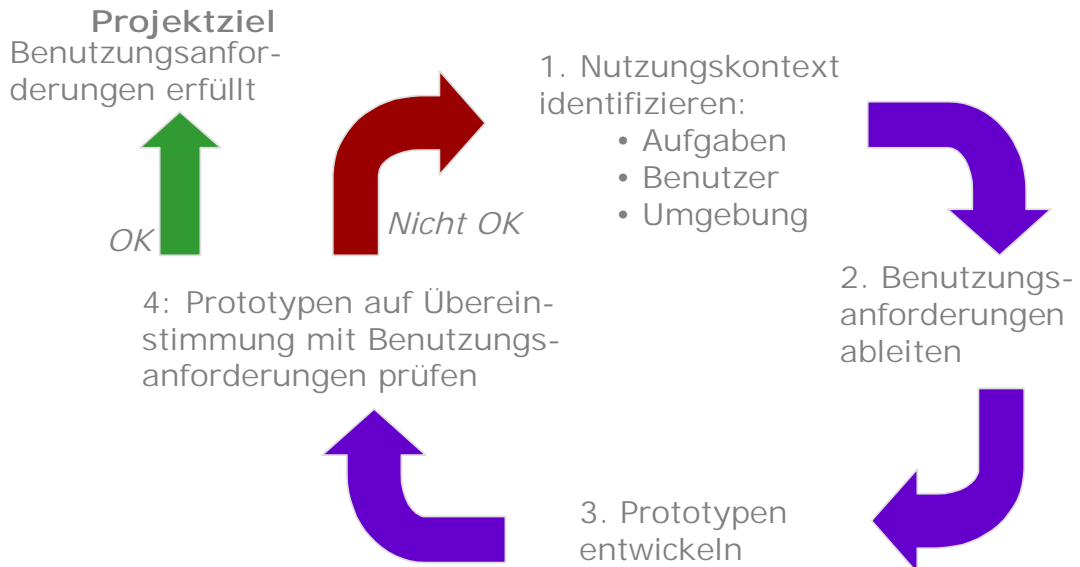 Projektziel
Benutzungsanfor-
derungen erfüllt
OK
Nicht OK
1. Nutzungskontext
identifizieren:
• Aufgaben
• Benutzer
• Umgebung
2. Benutzungs-
anforderungen
ableiten
3. Prototypen
entwickeln
4: Prototypen auf Überein-
stimmung mit Benutzungs-
anforderungen prüfen